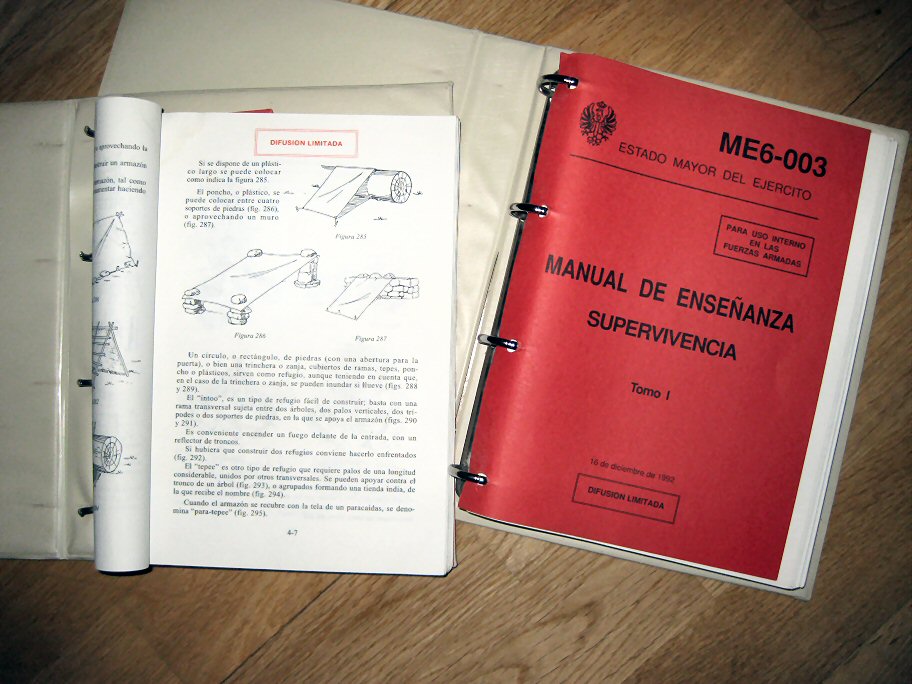 aprovechando la
un armazón
armazón, tal como
haciendo
DIFUSION LIMITADA
Si se dispone de un plásti-
co largo se puede colocar
como indica la figura 285.
El poncho, o plástico, se
puede colocar entre cuatro
soportes de piedras (fig. 286),
o aprovechando un muro
(fig. 287).
Figura 285
Figura 286
Figura 287
Un círculo, o rectángulo, de piedras (con una abertura para la
puerta), o bien una trinchera o zanja, cubiertos de ramas, tepes, pon-
cho o plásticos, sirven como refugio, aunque teniendo en cuenta que,
en el caso de la trinchera o zanja, se pueden inundar si llueve (figs. 288
y 289).
El "intoo", es un tipo de refugio fácil de construir; basta con una
rama transversal sujeta entre dos árboles, dos palos verticales, dos trí-
podes o dos soportes de piedras, en la que se apoya el armazón (figs. 290
y 291).
Es conveniente encender un fuego delante de la entrada, con un
reflector de troncos.
Si hubiera que construir dos refugios conviene hacerlo enfrentados
(fig. 292).
El "tepee" es otro tipo de refugio que requiere palos de una longitud
considerable, unidos por otros transversales. Se pueden apoyar contra el
tronco de un árbol (fig. 293), o agrupados formando una tienda india, de
la que recibe el nombre (fig. 294).
Cuando el armazón se recubre con la tela de un paracaídas, se deno-
mina "para-tepee" (fig. 295).
4-7
ME6-003
ESTADO MAYOR DEL EJERCITO
PARA USO INTERNO
EN LAS
FUERZAS ARMADAS
MANUAL DE ENSEÑANZA
SUPERVIVENCIA
Tomo I
16 de diciembre de 1992
DIFUSION LIMITADA